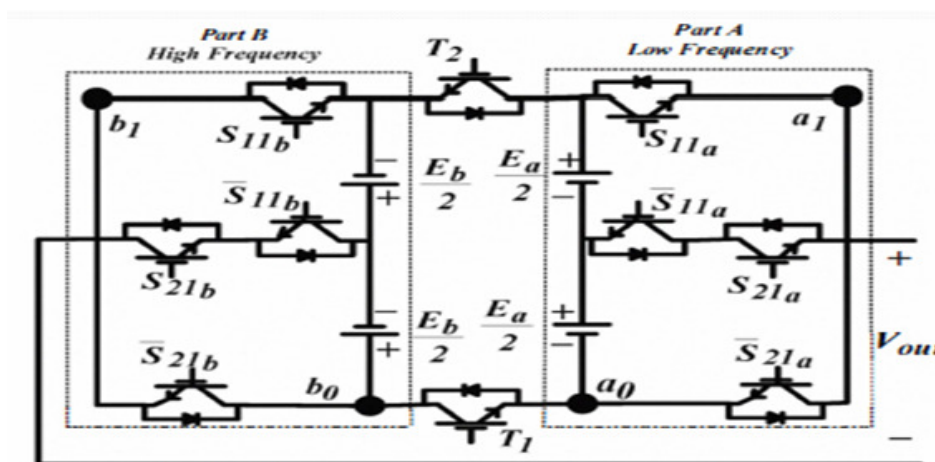 Part B
High Frequency
T2
Part A
Low Frequency
b1
S11b
S11a
a1
−
+
Eb/2
Ea/2
+
−
S̅11b
S̅11a
S21b
S21a
+
−
+
Eb/2
Ea/2
+
−
S̅21b
S̅21a
Vout
b0
a0
T1
−